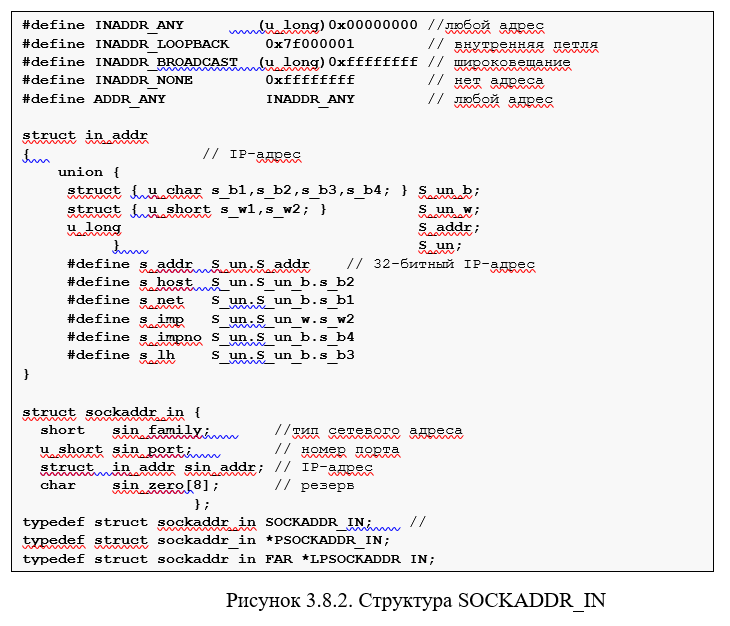 #define INADDR_ANY (u_long)0x00000000 //любой адрес
#define INADDR_LOOPBACK 0x7f000001 // внутренняя петля
#define INADDR_BROADCAST (u_long)0xffffffff // широковещание
#define INADDR_NONE 0xffffffff // нет адреса
#define ADDR_ANY INADDR_ANY // любой адрес
struct in_addr
{ // IP-адрес
union {
struct { u_char s_b1,s_b2,s_b3,s_b4; } S_un_b;
struct { u_short s_w1,s_w2; } S_un_w;
u_long S_addr;
} S_un;
#define s_addr S_un.S_addr // 32-битный IP-адрес
#define s_host S_un.S_un_b.s_b2
#define s_net S_un.S_un_b.s_b1
#define s_imp S_un.S_un_w.s_w2
#define s_impno S_un.S_un_b.s_b4
#define s_lh S_un.S_un_b.s_b3
}
struct sockaddr_in {
short sin_family; //тип сетевого адреса
u_short sin_port; // номер порта
struct in_addr sin_addr; // IP-адрес
char sin_zero[8]; // резерв
};
typedef struct sockaddr_in SOCKADDR_IN; //
typedef struct sockaddr_in *PSOCKADDR_IN;
typedef struct sockaddr in FAR *LPSOCKADDR IN;
Рисунок 3.8.2. Структура SOCKADDR_IN